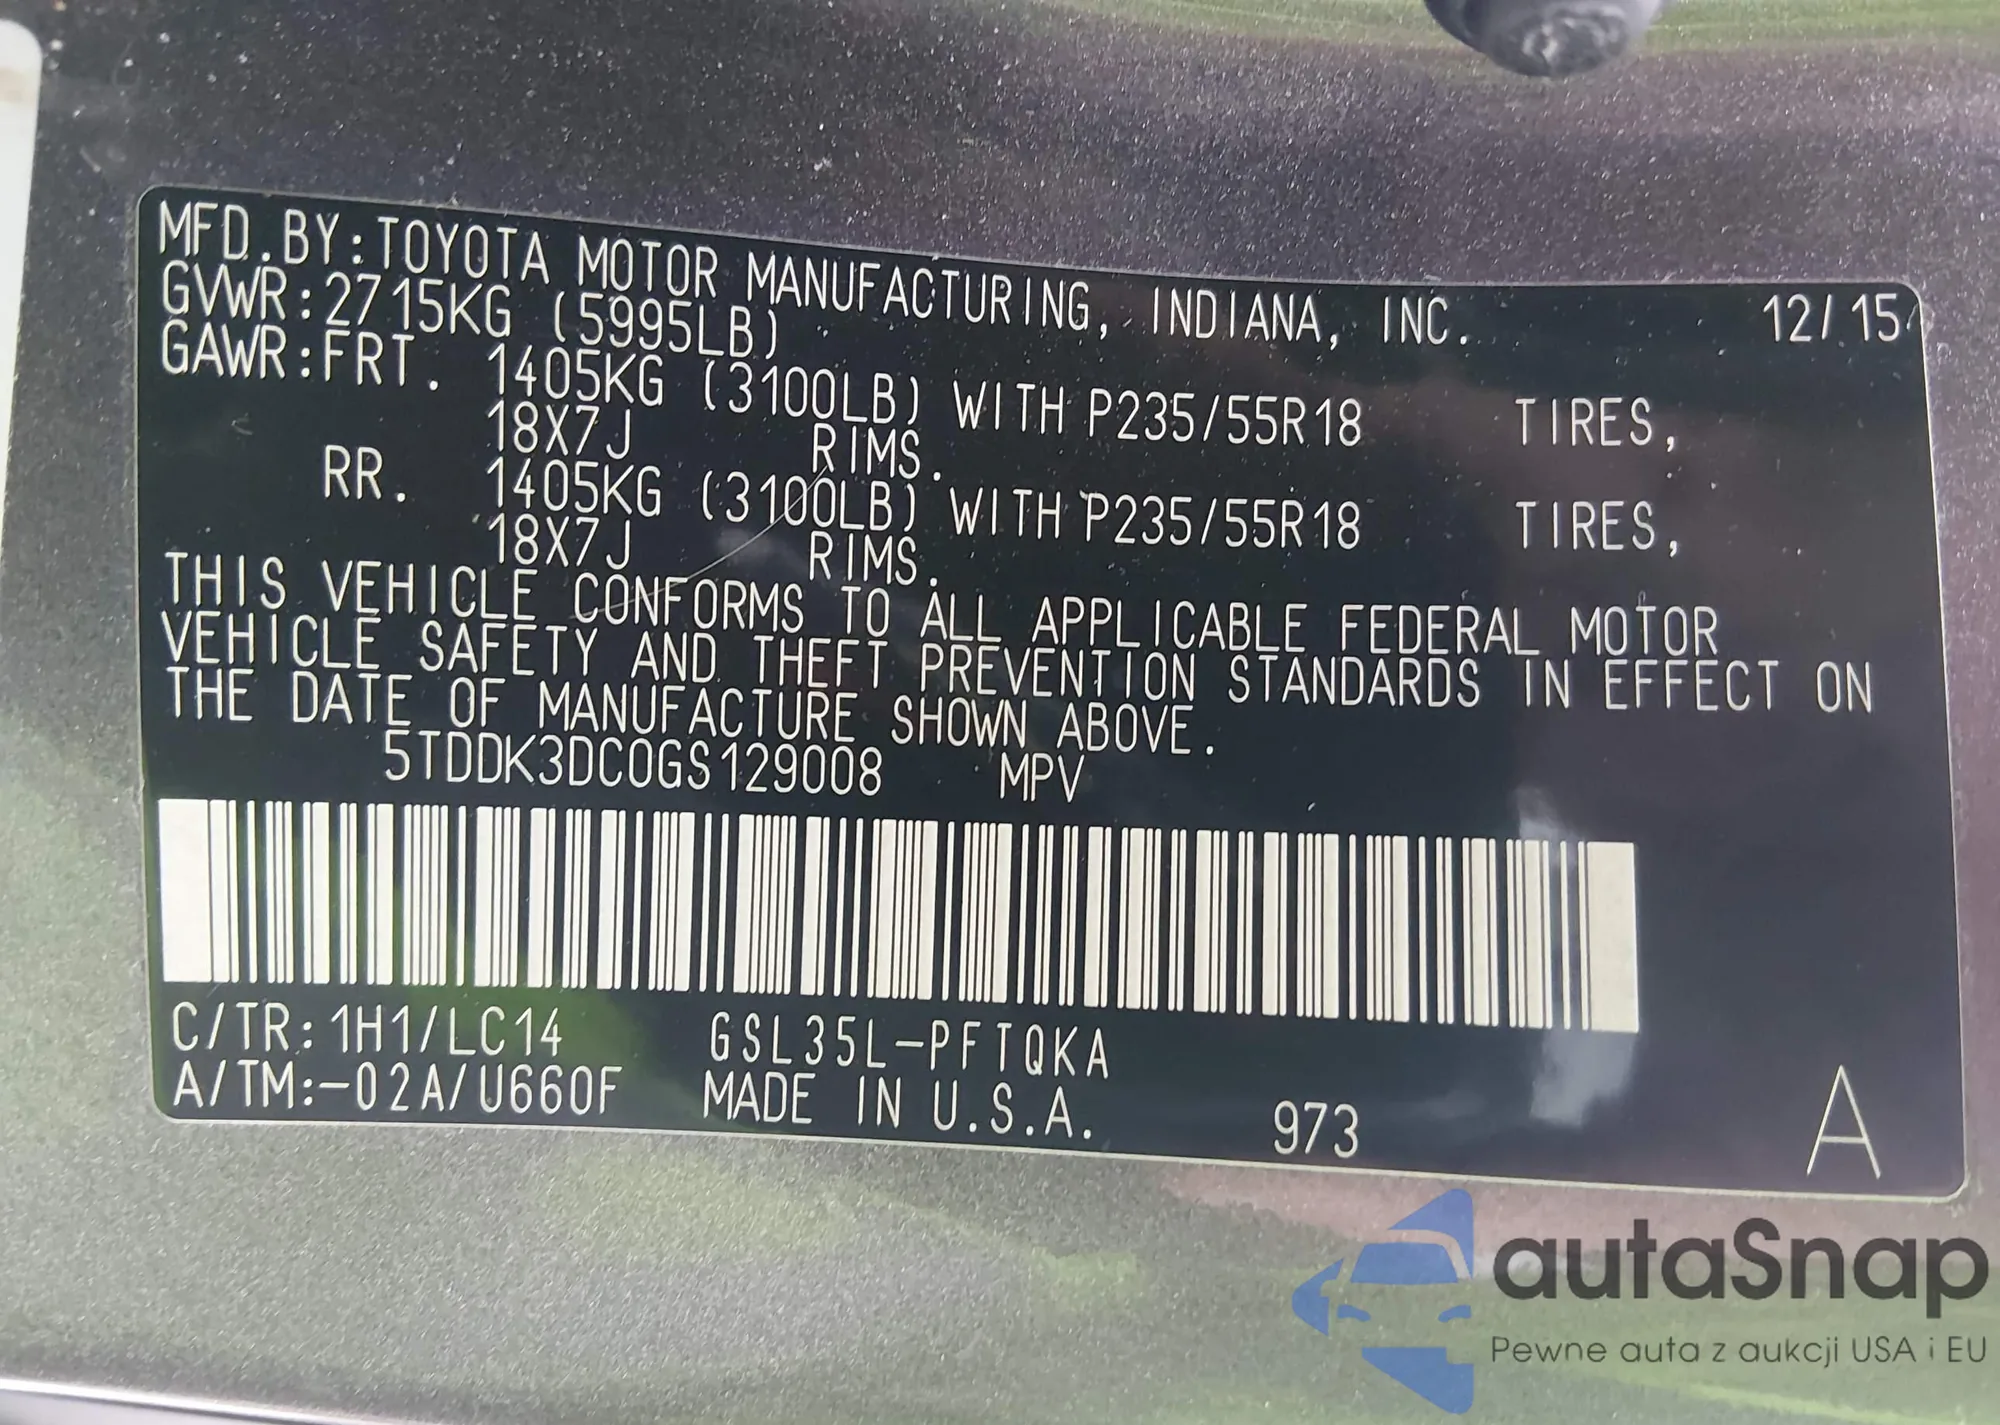 MFD.BY:TOYOTA MOTOR MANUFACTURING, INDIANA, INC. 12/15
GVWR:2715KG (5995LB)
GAWR:FRT. 1405KG (3100LB) WITH P235/55R18 TIRES,
18X7J RIMS.
RR. 1405KG (3100LB) WITH P235/55R18 TIRES,
18X7J RIMS.
THIS VEHICLE CONFORMS TO ALL APPLICABLE FEDERAL MOTOR
VEHICLE SAFETY AND THEFT PREVENTION STANDARDS IN EFFECT ON
THE DATE OF MANUFACTURE SHOWN ABOVE.
5TDDK3DC0GS129008 MPV
C/TR:1H1/LC14 GSL35L-PFTQKA
A/TM:-02A/U660F MADE IN U.S.A. 973 A
autaSnap
Pewne auta z aukcji USA i EU